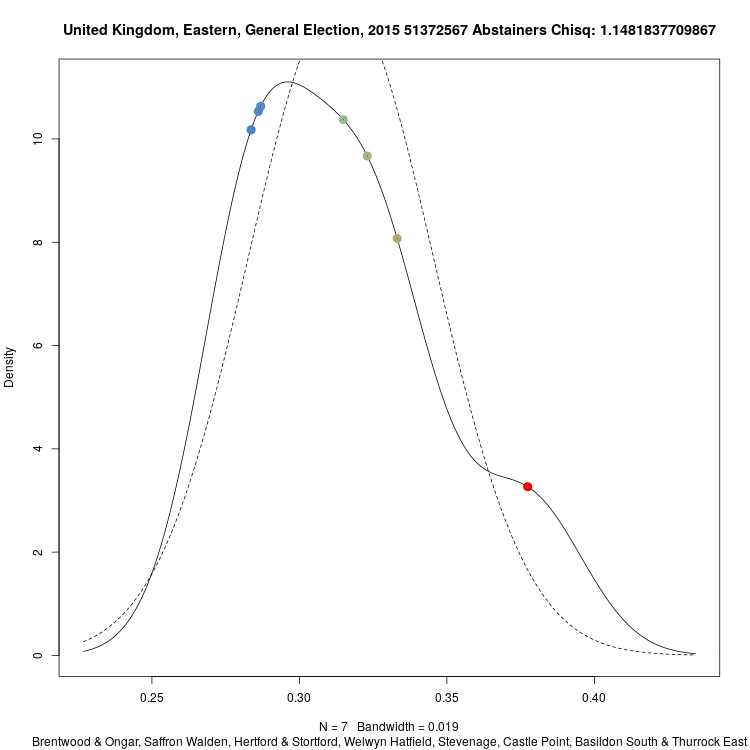 United Kingdom, Eastern, General Election, 2015 51372567 Abstainers Chisq: 1.1481837709867
Density
0 2 4 6 8 10
0.25 0.30 0.35 0.40
N = 7 Bandwidth = 0.019
Brentwood & Ongar, Saffron Walden, Hertford & Stortford, Welwyn Hatfield, Stevenage, Castle Point, Basildon South & Thurrock East